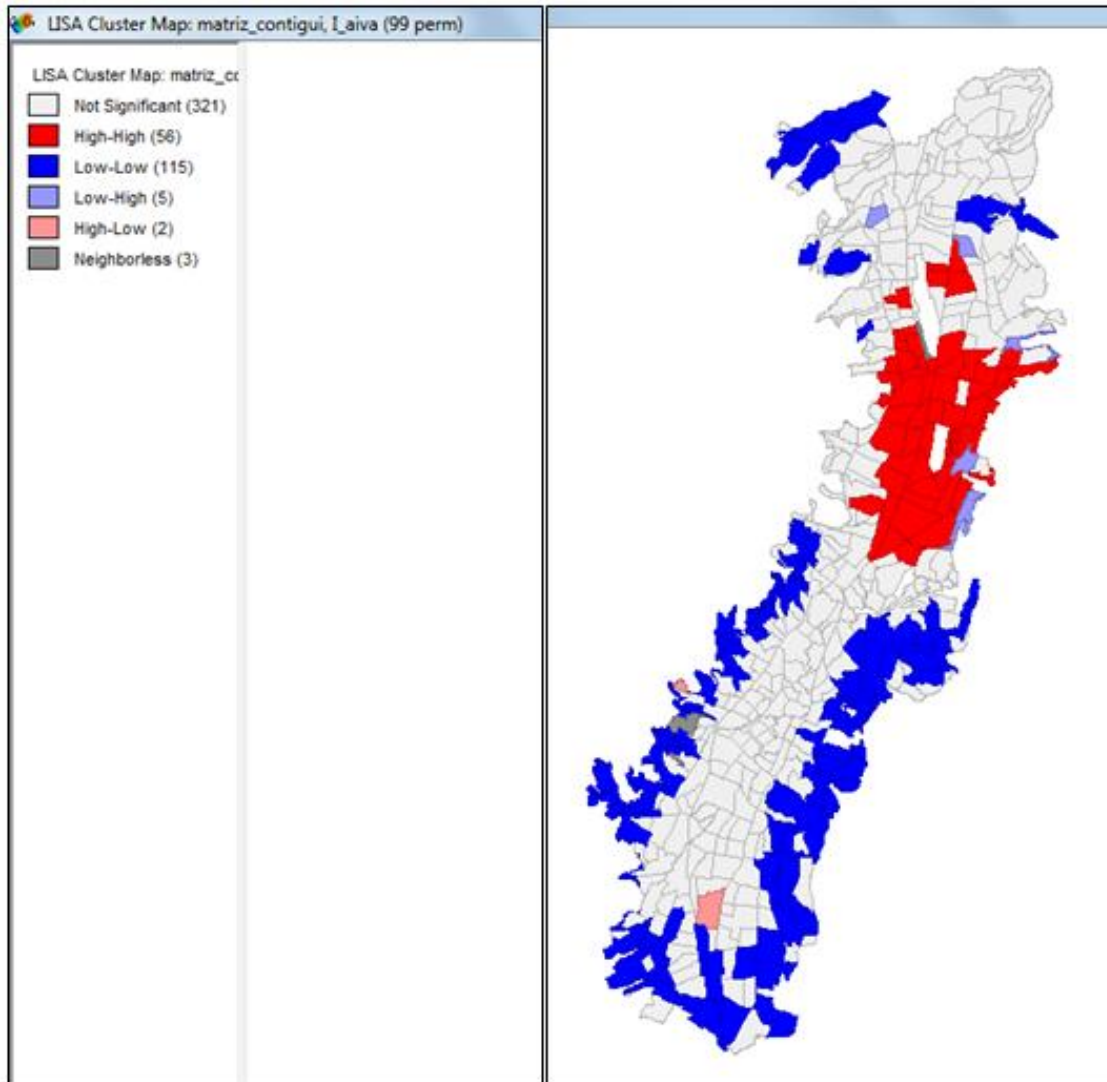 LISA Cluster Map: matriz_contigui, I_aiva (99 perm)
LISA Cluster Map: matriz_co
Not Significant (321)
High-High (56)
Low-Low (115)
Low-High (5)
High-Low (2)
Neighborless (3)